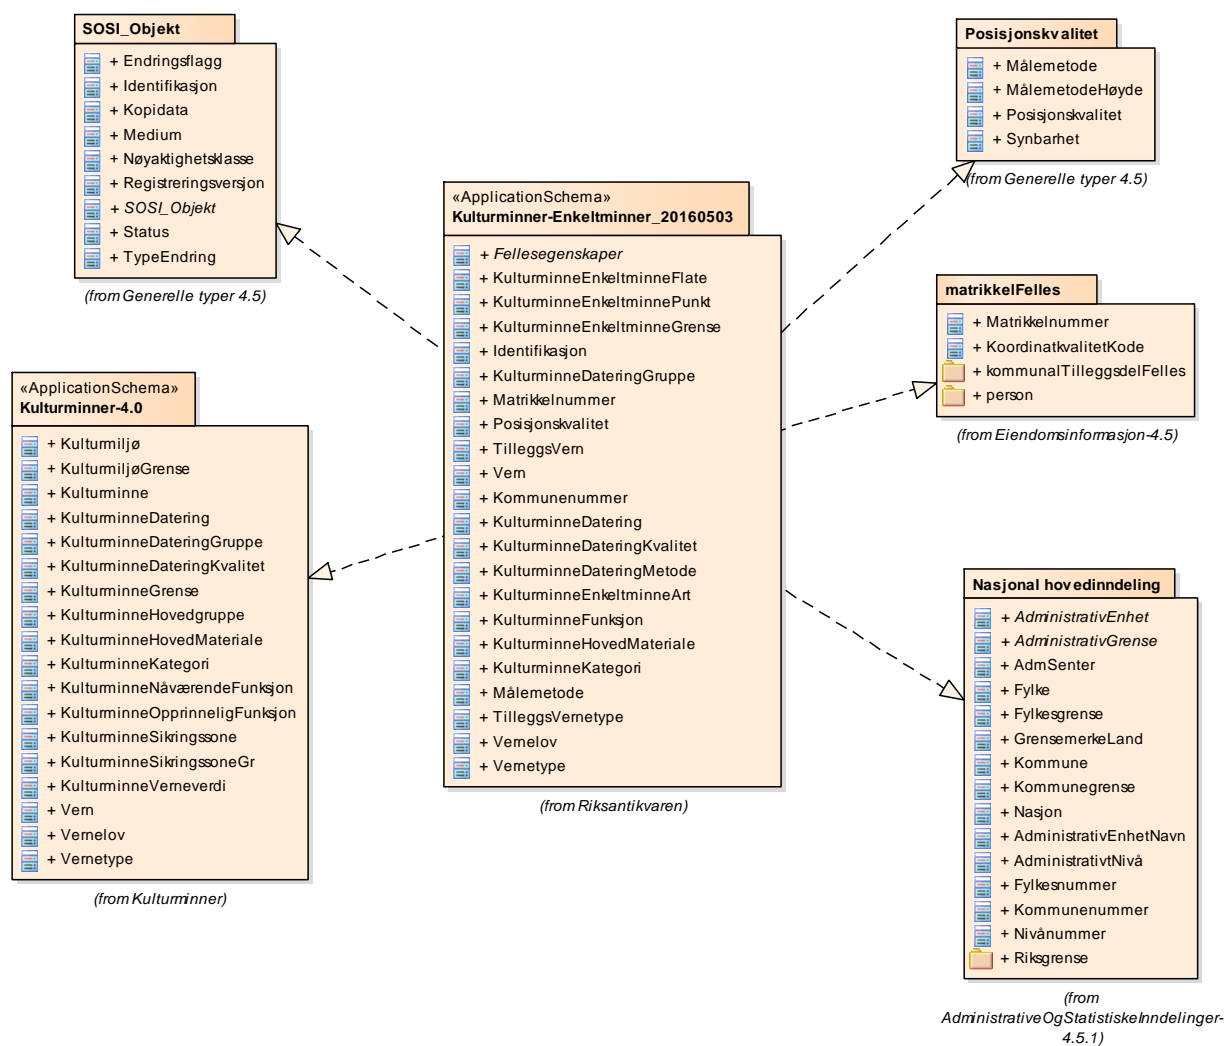 SOSI_Objekt
+ Endringsflagg
+ Identifikasjon
+ Kopidata
+ Medium
+ Nøyaktighetsklasse
+ Registreringsversjon
+ SOSI_Objekt
+ Status
+ TypeEndring
(from Generelle typer 4.5)
«ApplicationSchema»
Kulturminner-4.0
+ Kulturmiljø
+ KulturmiljøGrense
+ Kulturminne
+ KulturminneDatering
+ KulturminneDateringGruppe
+ KulturminneDateringKvalitet
+ KulturminneGrense
+ KulturminneHovedgruppe
+ KulturminneHovedMateriale
+ KulturminneKategori
+ KulturminneNåværendeFunksjon
+ KulturminneOpprinneligFunksjon
+ KulturminneSikringssone
+ KulturminneSikringssoneGr
+ KulturminneVerneverdi
+ Vern
+ Vernelov
+ Vernetype
(from Kulturminner)
«ApplicationSchema»
Kulturminner-Enkeltminner_20160503
+ Fellesegenskaper
+ KulturminneEnkeltminneFlate
+ KulturminneEnkeltminnePunkt
+ KulturminneEnkeltminneGrense
+ Identifikasjon
+ KulturminneDateringGruppe
+ Matrikkelnummer
+ Posisjonskvalitet
+ TilleggsVern
+ Vern
+ Kommunenummer
+ KulturminneDatering
+ KulturminneDateringKvalitet
+ KulturminneDateringMetode
+ KulturminneEnkeltminneArt
+ KulturminneFunksjon
+ KulturminneHovedMateriale
+ KulturminneKategori
+ Målemetode
+ TilleggsVernetype
+ Vernelov
+ Vernetype
(from Riksantikvaren)
Posisjonskvalitet
+ Målemetode
+ MålemetodeHøyde
+ Posisjonskvalitet
+ Synbarhet
(from Generelle typer 4.5)
matrikkelFelles
+ Matrikkelnummer
+ KoordinatkvalitetKode
+ kommunalTilleggsdelFelles
+ person
(from Eiendomsinformasjon-4.5)
Nasjonal hovedinndeling
+ AdministrativEnhet
+ AdministrativGrense
+ AdmSenter
+ Fylke
+ Fylkesgrense
+ GrensemerkeLand
+ Kommune
+ Kommunegrense
+ Nasjon
+ AdministrativEnhetNavn
+ AdministrativtNivå
+ Fylkesnummer
+ Kommunenummer
+ Nivånummer
+ Riksgrense
(from
AdministrativeOgStatistiskeInndelinger-
4.5.1)